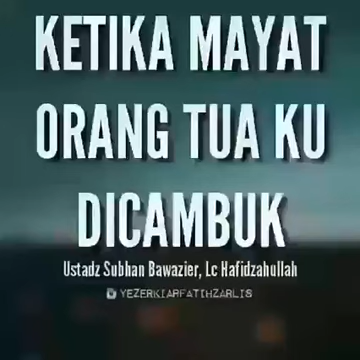 KETIKA MAYAT
ORANG TUA KU
DICAMBUK
Ustadz Subhan Bawazier, Lc Hafidzahullah
YEZERKIARFATIHZARLIS